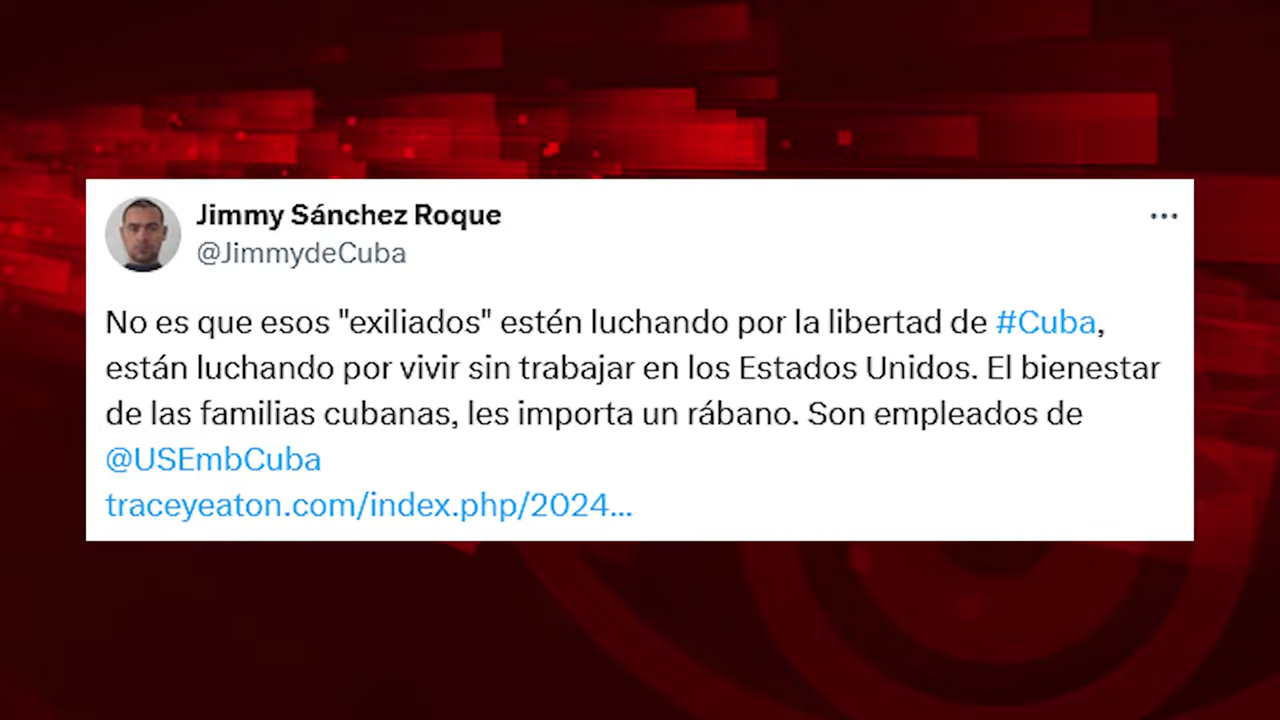 Jimmy Sánchez Roque
@JimmydeCuba
No es que esos "exiliados" estén luchando por la libertad de #Cuba,
están luchando por vivir sin trabajar en los Estados Unidos. El bienestar
de las familias cubanas, les importa un rábano. Son empleados de
@USEmbCuba
traceyeaton.com/index.php/2024...